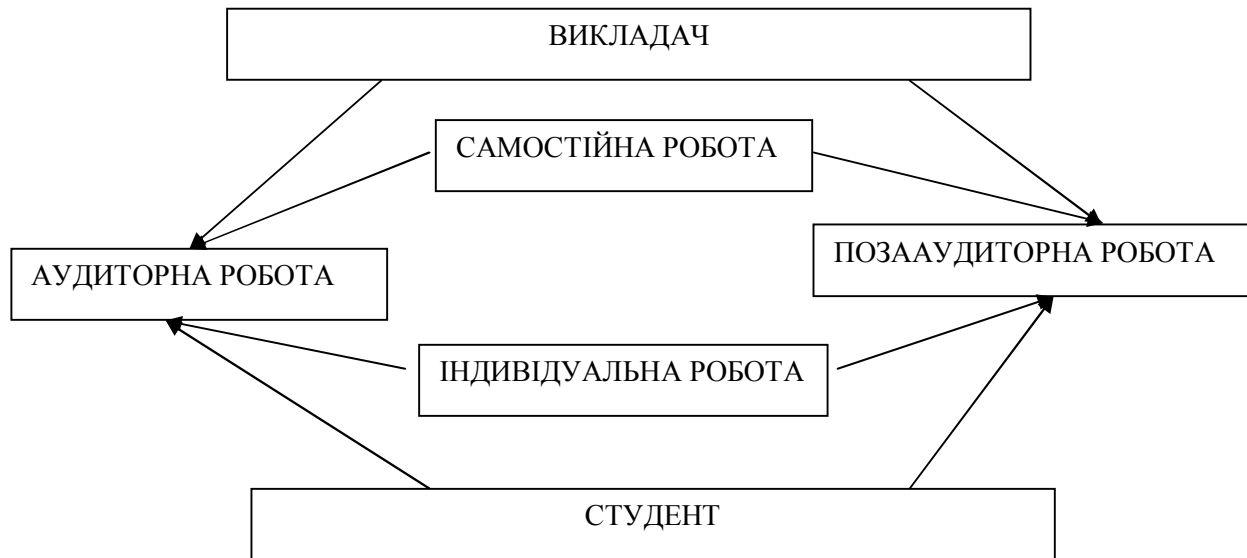 ВИКЛАДАЧ
САМОСТІЙНА РОБОТА
АУДИТОРНА РОБОТА
ПОЗААУДИТОРНА РОБОТА
ІНДИВІДУАЛЬНА РОБОТА
СТУДЕНТ